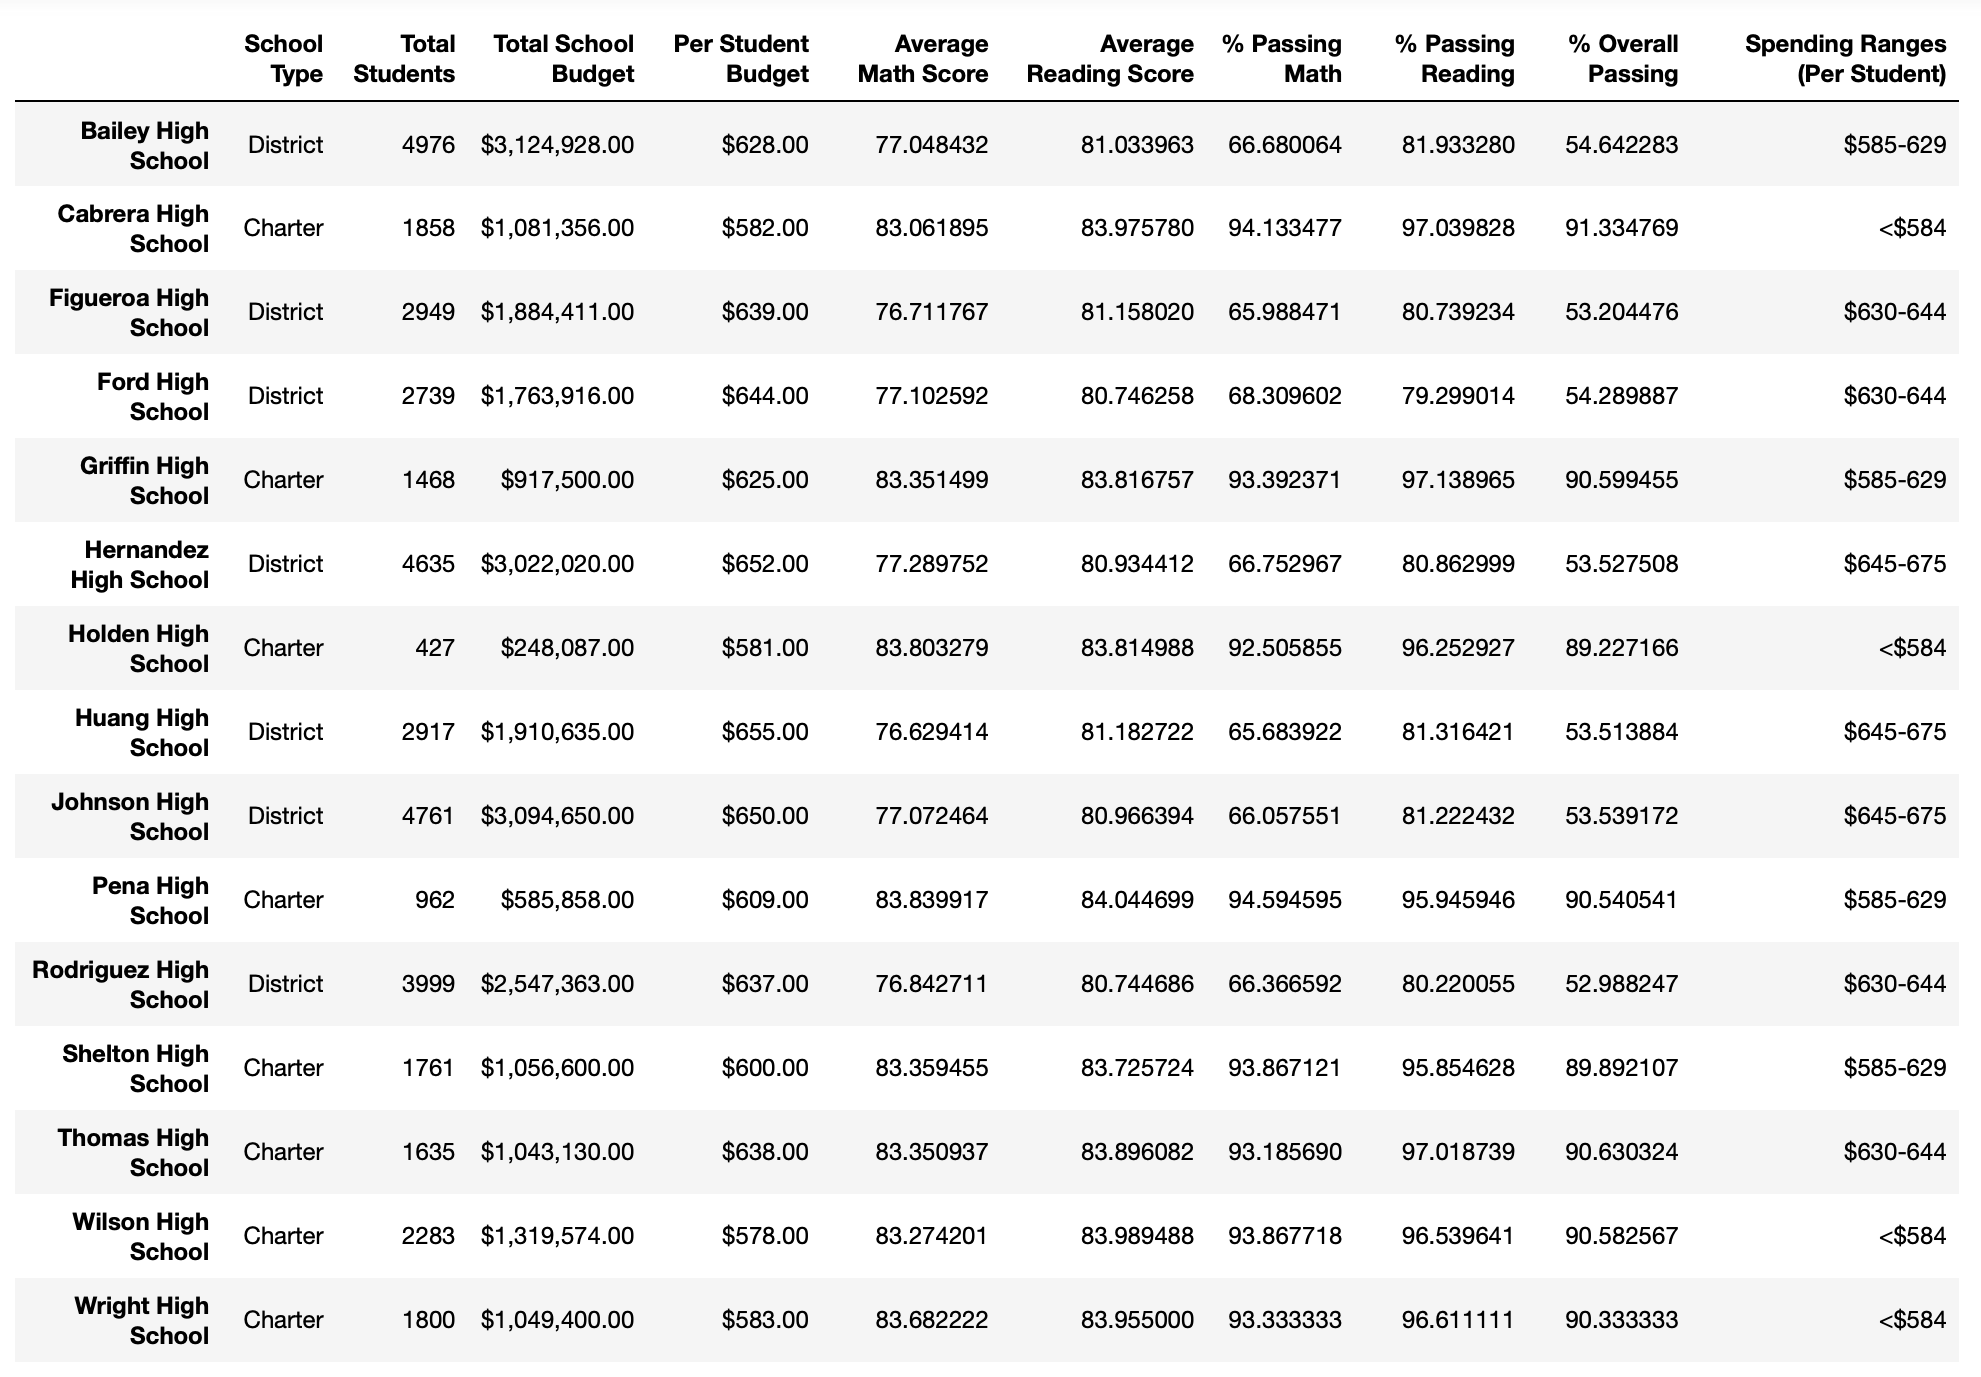 School Total Total School Per Student Average Average % Passing % Passing % Overall Spending Ranges
Type Students Budget Budget Math Score Reading Score Math Reading Passing (Per Student)
Bailey High
School District 4976 $3,124,928.00 $628.00 77.048432 81.033963 66.680064 81.933280 54.642283 $585-629
Cabrera High
School Charter 1858 $1,081,356.00 $582.00 83.061895 83.975780 94.133477 97.039828 91.334769 <$584
Figueroa High
School District 2949 $1,884,411.00 $639.00 76.711767 81.158020 65.988471 80.739234 53.204476 $630-644
Ford High
School District 2739 $1,763,916.00 $644.00 77.102592 80.746258 68.309602 79.299014 54.289887 $630-644
Griffin High
School Charter 1468 $917,500.00 $625.00 83.351499 83.816757 93.392371 97.138965 90.599455 $585-629
Hernandez
High School District 4635 $3,022,020.00 $652.00 77.289752 80.934412 66.752967 80.862999 53.527508 $645-675
Holden High
School Charter 427 $248,087.00 $581.00 83.803279 83.814988 92.505855 96.252927 89.227166 <$584
Huang High
School District 2917 $1,910,635.00 $655.00 76.629414 81.182722 65.683922 81.316421 53.513884 $645-675
Johnson High
School District 4761 $3,094,650.00 $650.00 77.072464 80.966394 66.057551 81.222432 53.539172 $645-675
Pena High
School Charter 962 $585,858.00 $609.00 83.839917 84.044699 94.594595 95.945946 90.540541 $585-629
Rodriguez High
School District 3999 $2,547,363.00 $637.00 76.842711 80.744686 66.366592 80.220055 52.988247 $630-644
Shelton High
School Charter 1761 $1,056,600.00 $600.00 83.359455 83.725724 93.867121 95.854628 89.892107 $585-629
Thomas High
School Charter 1635 $1,043,130.00 $638.00 83.350937 83.896082 93.185690 97.018739 90.630324 $630-644
Wilson High
School Charter 2283 $1,319,574.00 $578.00 83.274201 83.989488 93.867718 96.539641 90.582567 <$584
Wright High
School Charter 1800 $1,049,400.00 $583.00 83.682222 83.955000 93.333333 96.611111 90.333333 <$584